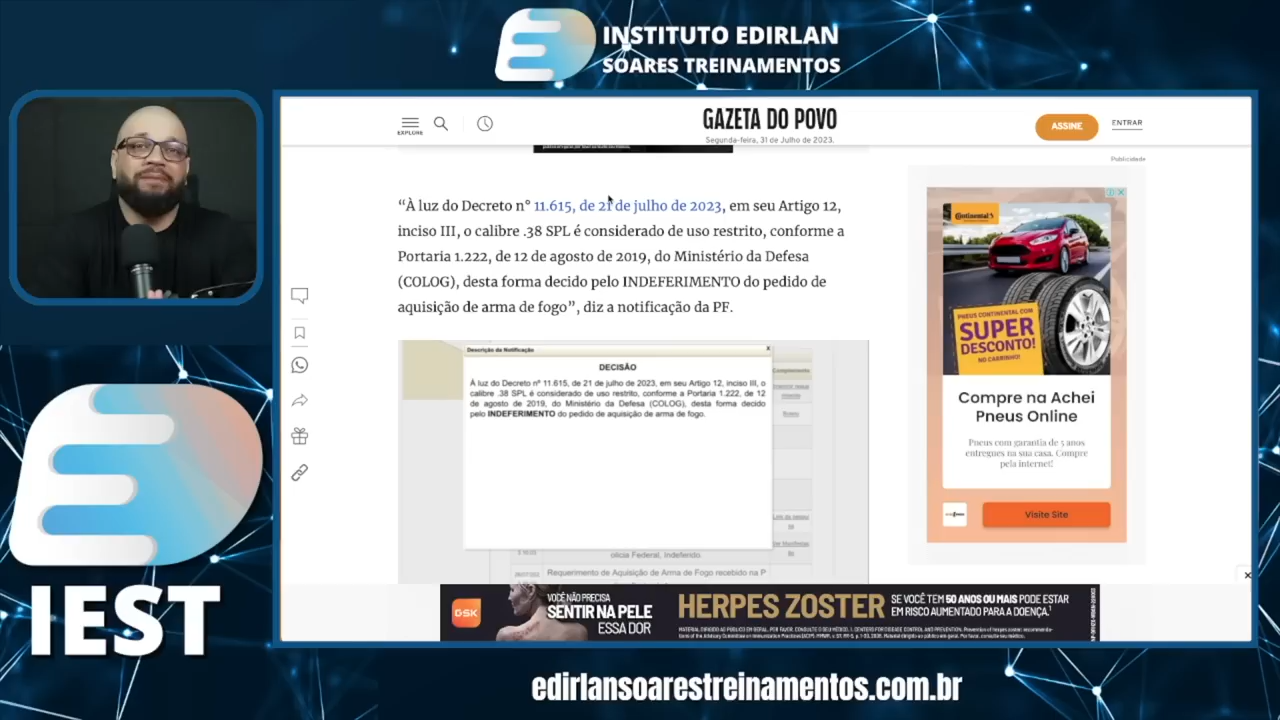 INSTITUTO EDIRLAN
SOARES TREINAMENTOS
EXPLORE
GAZETA DO POVO
Segunda-feira, 31 de Julho de 2023.
ASSINE
ENTRAR
Publicidade
“À luz do Decreto n° 11.615, de 21 de julho de 2023, em seu Artigo 12,
inciso III, o calibre .38 SPL é considerado de uso restrito, conforme a
Portaria 1.222, de 12 de agosto de 2019, do Ministério da Defesa
(COLOG), desta forma decido pelo INDEFERIMENTO do pedido de
aquisição de arma de fogo”, diz a notificação da PF.
Descrição da Notificação
X
DECISÃO
À luz do Decreto nº 11.615, de 21 de julho de 2023, em seu Artigo 12, inciso III, o
calibre .38 SPL é considerado de uso restrito, conforme a Portaria 1.222, de 12
de agosto de 2019, do Ministério da Defesa (COLOG), desta forma decido
pelo INDEFERIMENTO do pedido de aquisição de arma de fogo.
olícia Federal, Indeferido
Requerimento de Aquisição de Arma de Fogo recebido na P
Continental
PNEUS CONTINENTAL COM
SUPER
DESCONTO!
NO CARRINHO!
Compre na Achei
Pneus Online
Pneus com garantia de 5 anos
entregues na sua casa. Compre
pela internet!
Visite Site
GSK
VOCÊ NÃO PRECISA
SENTIR NA PELE
ESSA DOR
HERPES ZOSTER
SE VOCÊ TEM 50 ANOS OU MAIS PODE ESTAR
EM RISCO AUMENTADO PARA A DOENÇA.¹
IEST
edirlansoarestreinamentos.com.br